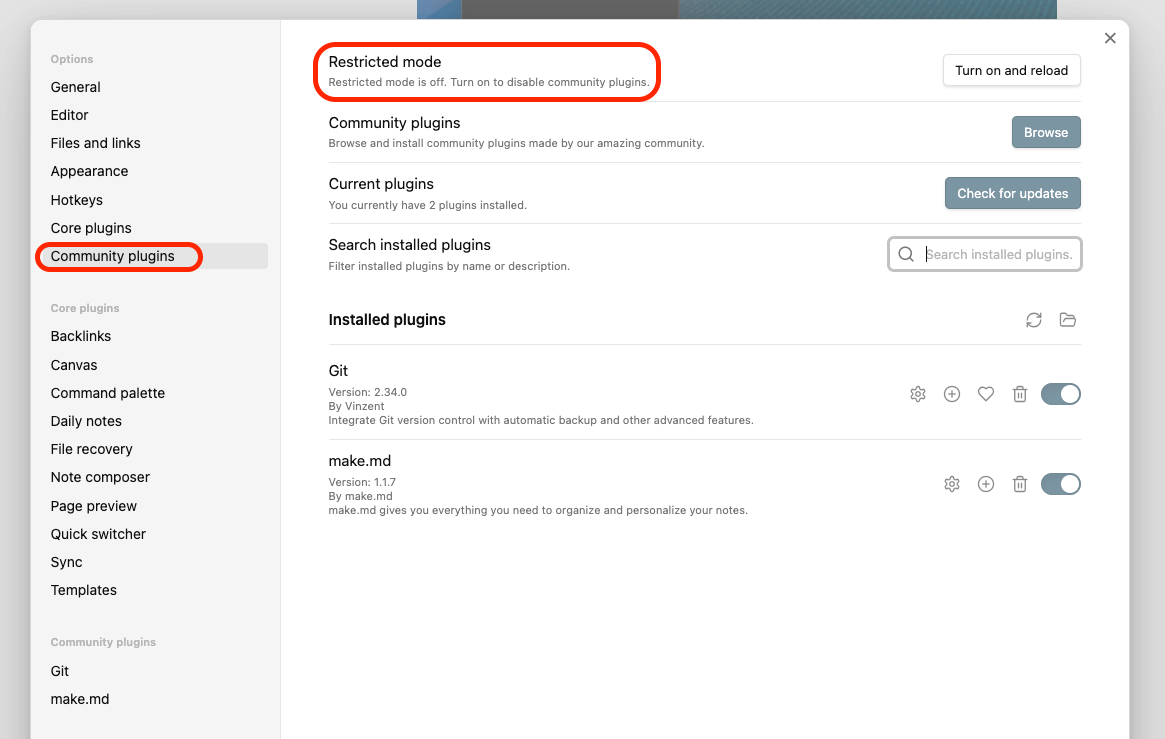 Options
General
Editor
Files and links
Appearance
Hotkeys
Core plugins
Community plugins
Core plugins
Backlinks
Canvas
Command palette
Daily notes
File recovery
Note composer
Page preview
Quick switcher
Sync
Templates
Community plugins
Git
make.md
Restricted mode
Restricted mode is off. Turn on to disable community plugins.
Turn on and reload
Community plugins
Browse and install community plugins made by our amazing community.
Browse
Current plugins
You currently have 2 plugins installed.
Check for updates
Search installed plugins
Filter installed plugins by name or description.
Search installed plugins.
Installed plugins
Git
Version: 2.34.0
By Vinzent
Integrate Git version control with automatic backup and other advanced features.
make.md
Version: 1.1.7
By make.md
make.md gives you everything you need to organize and personalize your notes.